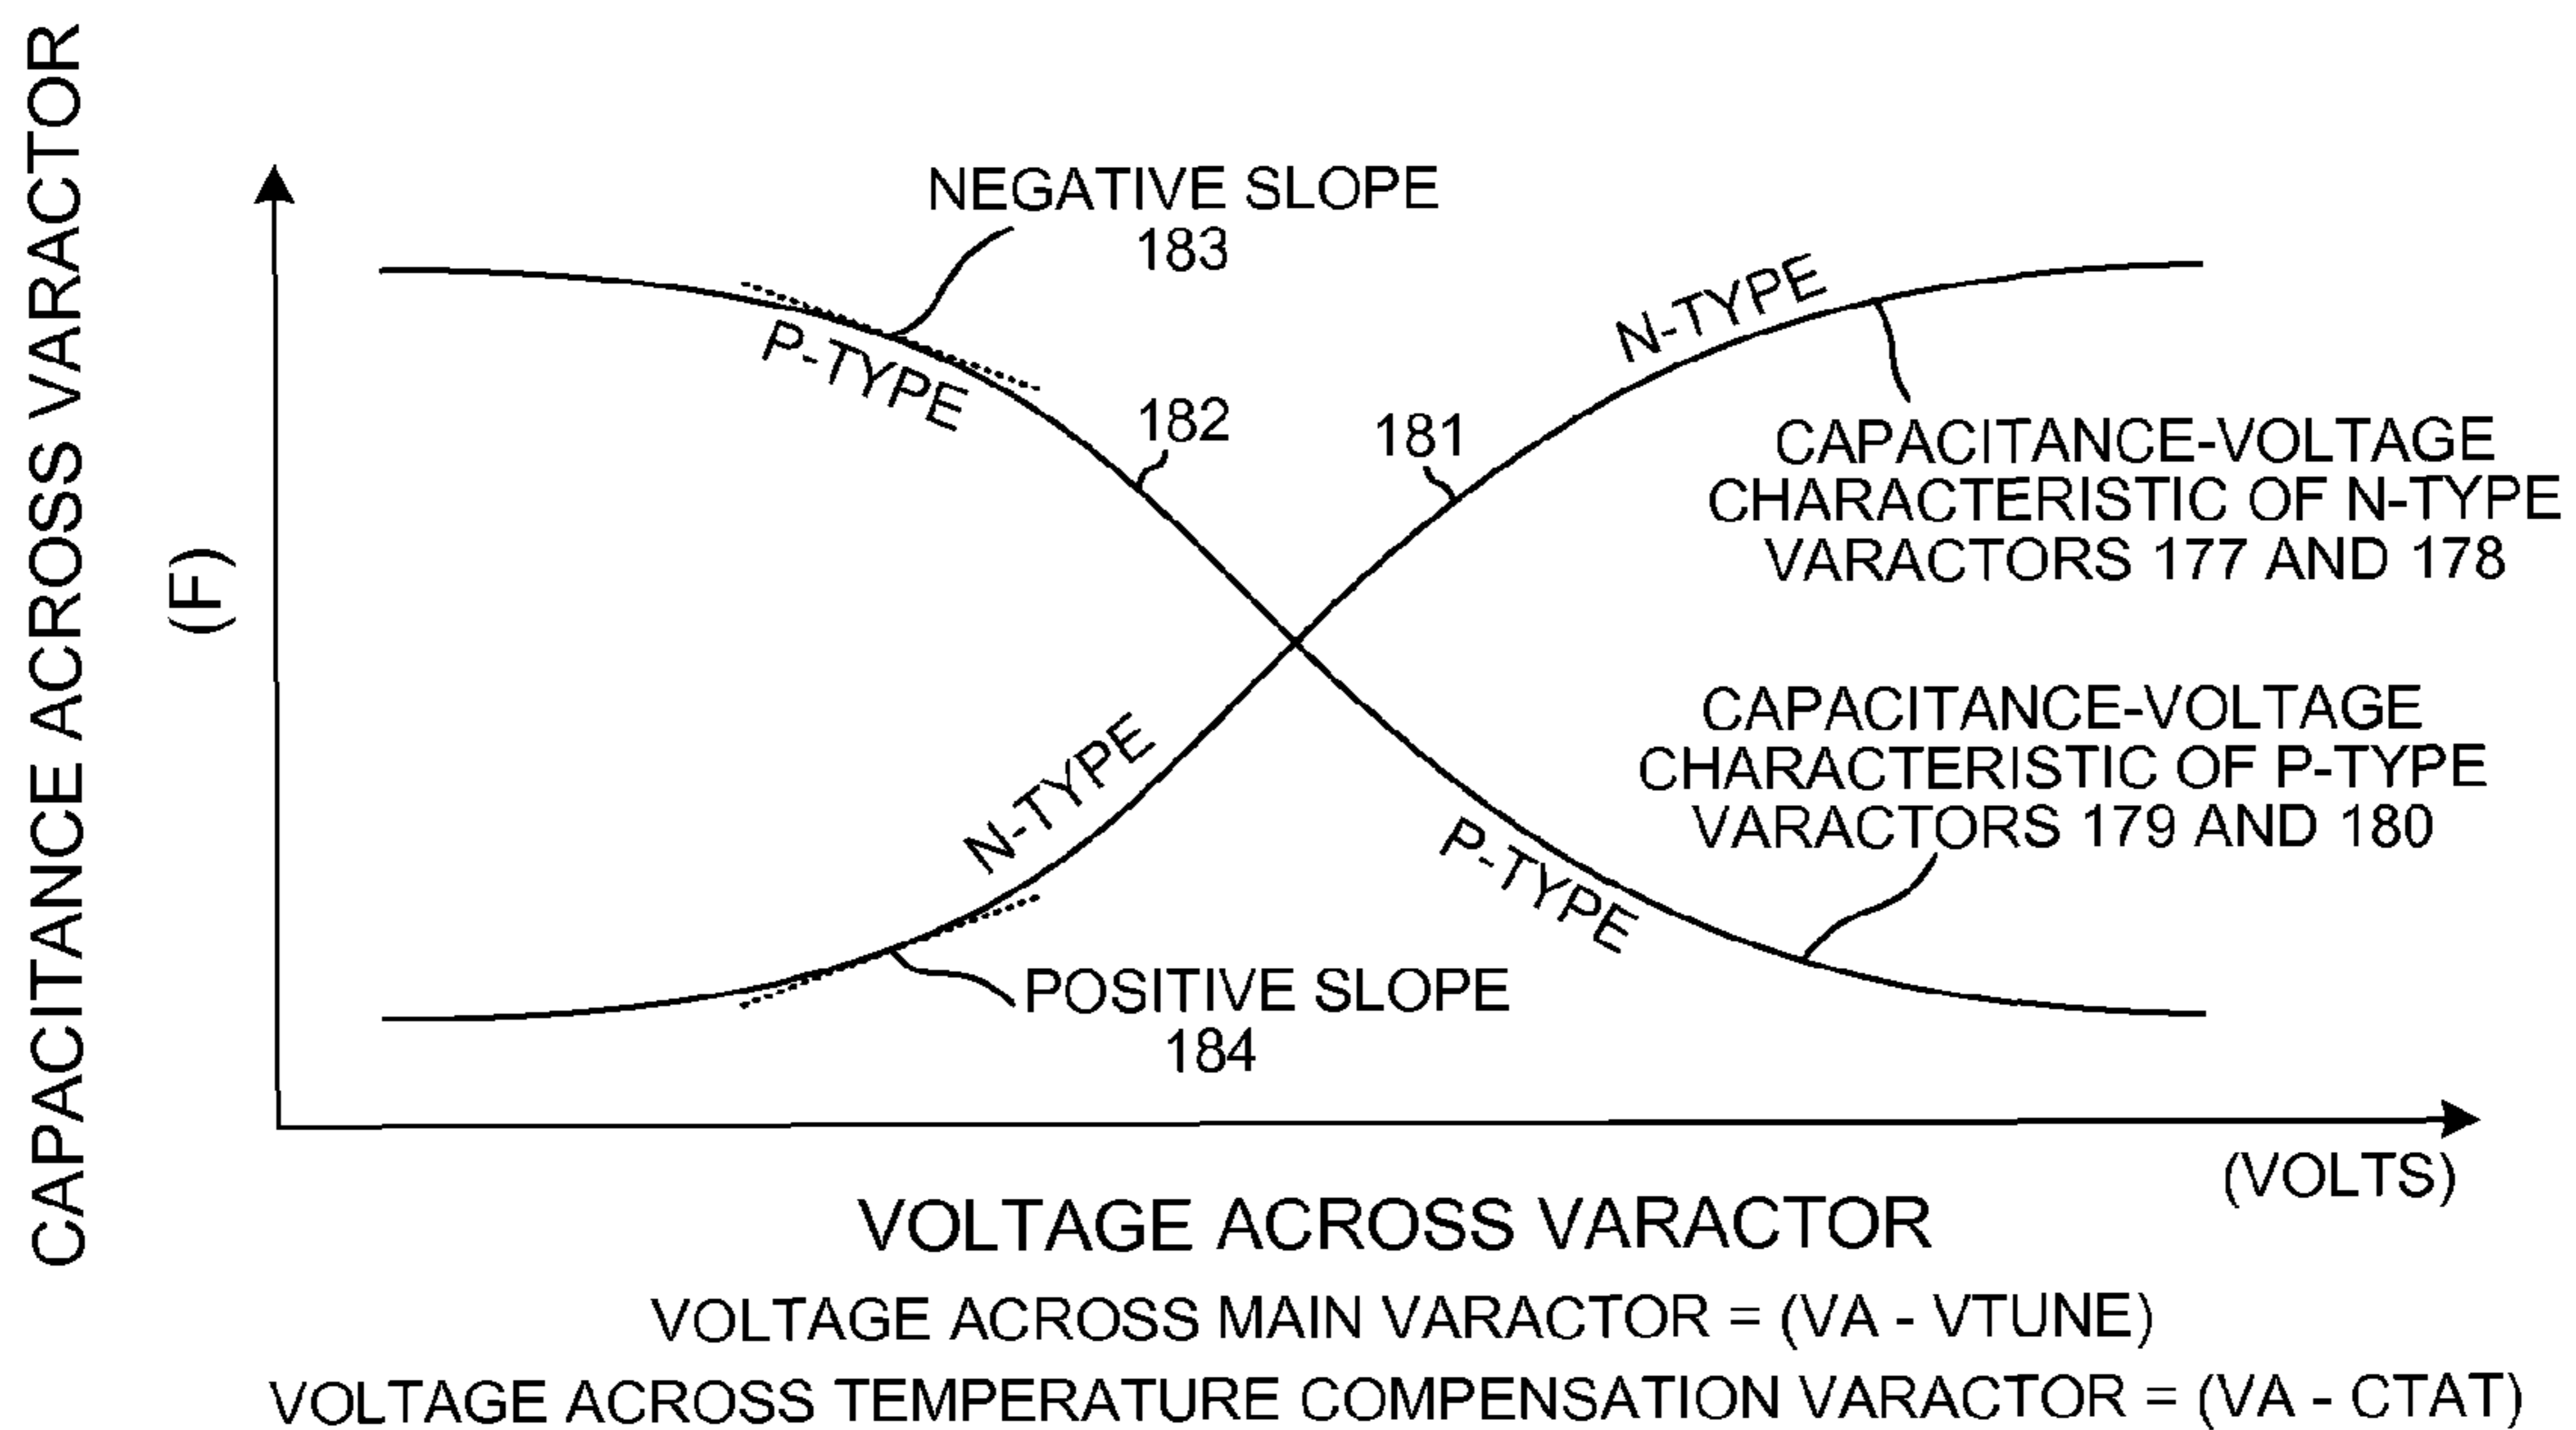 CAPACITANCE ACROSS VARACTOR
(F)
NEGATIVE SLOPE
183
P-TYPE
182
181
N-TYPE
CAPACITANCE-VOLTAGE
CHARACTERISTIC OF N-TYPE
VARACTORS 177 AND 178
CAPACITANCE-VOLTAGE
CHARACTERISTIC OF P-TYPE
VARACTORS 179 AND 180
N-TYPE
P-TYPE
POSITIVE SLOPE
184
(VOLTS)
VOLTAGE ACROSS VARACTOR
VOLTAGE ACROSS MAIN VARACTOR = (VA - VTUNE)
VOLTAGE ACROSS TEMPERATURE COMPENSATION VARACTOR = (VA - CTAT)